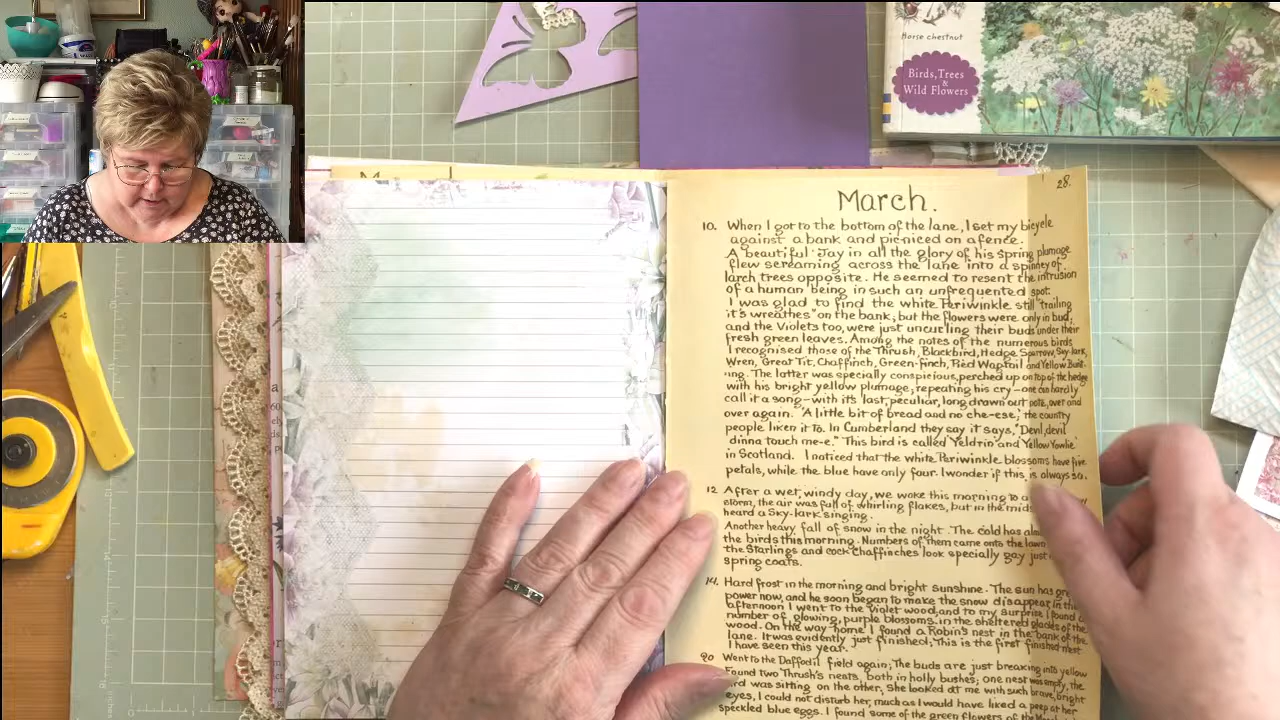 Horse chestnut
Birds, Trees
&
Wild Flowers
28.
March.
10. When I got to the bottom of the lane, I set my bicycle
against a bank and pic-niced on a fence.
A beautiful Jay in all the glory of his spring plumage
flew screaming across the lane into a spinney of
larch trees opposite. He seemed to resent the intrusion
of a human being in such an unfrequented spot.
I was glad to find the white Periwinkle still "trailing
it's wreathes" on the bank; but the flowers were only in bud,
and the Violets too, were just uncurling their buds under their
fresh green leaves. Among the notes of the numerous birds
I recognised those of the Thrush, Blackbird, Hedge Sparrow, Sky-lark,
Wren, Great Tit, Chaffinch, Green-finch, Pied Wagtail and Yellow Bunt-
ing. The latter was specially conspicious, perched up on top of the hedge
with his bright yellow plumage, repeating his cry – one can hardly
call it a song – with its last, peculiar, long drawn out note, over and
over again. "A little bit of bread and no che-ese," the country
people liken it to. In Cumberland they say it says, "Devil, devil
dinna touch me-e." This bird is called Yeldrin and Yellow Yowlie
in Scotland. I noticed that the white Periwinkle blossoms have five
petals, while the blue have only four. I wonder if this is always so.
12 After a wet, windy day, we woke this morning to a
storm, the air was full of whirling flakes, but in the mids
heard a Sky-lark singing.
Another heavy fall of snow in the night. The cold has
the birds this morning. Numbers of them came onto the lawn
the Starlings and cock Chaffinches look specially gay just
spring coats.
14. Hard frost in the morning and bright sunshine. The sun has
power now, and he soon began to make the snow disappear. In the
afternoon I went to the violet wood, and to my surprise I found a
number of glowing, purple blossoms in the sheltered glades of the
wood. On the way home I found a Robin's nest in the bank of the
lane. It was evidently just finished; This is the first finished nest
I have seen this year.
20 Went to the Daffodil field again; The buds are just breaking into yellow
Found two Thrush's nests, both in holly bushes; one nest was empty, the
was sitting on the other, She looked at me with such brave, bright
eyes, I could not disturb her, much as I would have liked a peep at her
speckled blue eggs. I found some of the green flowers of the